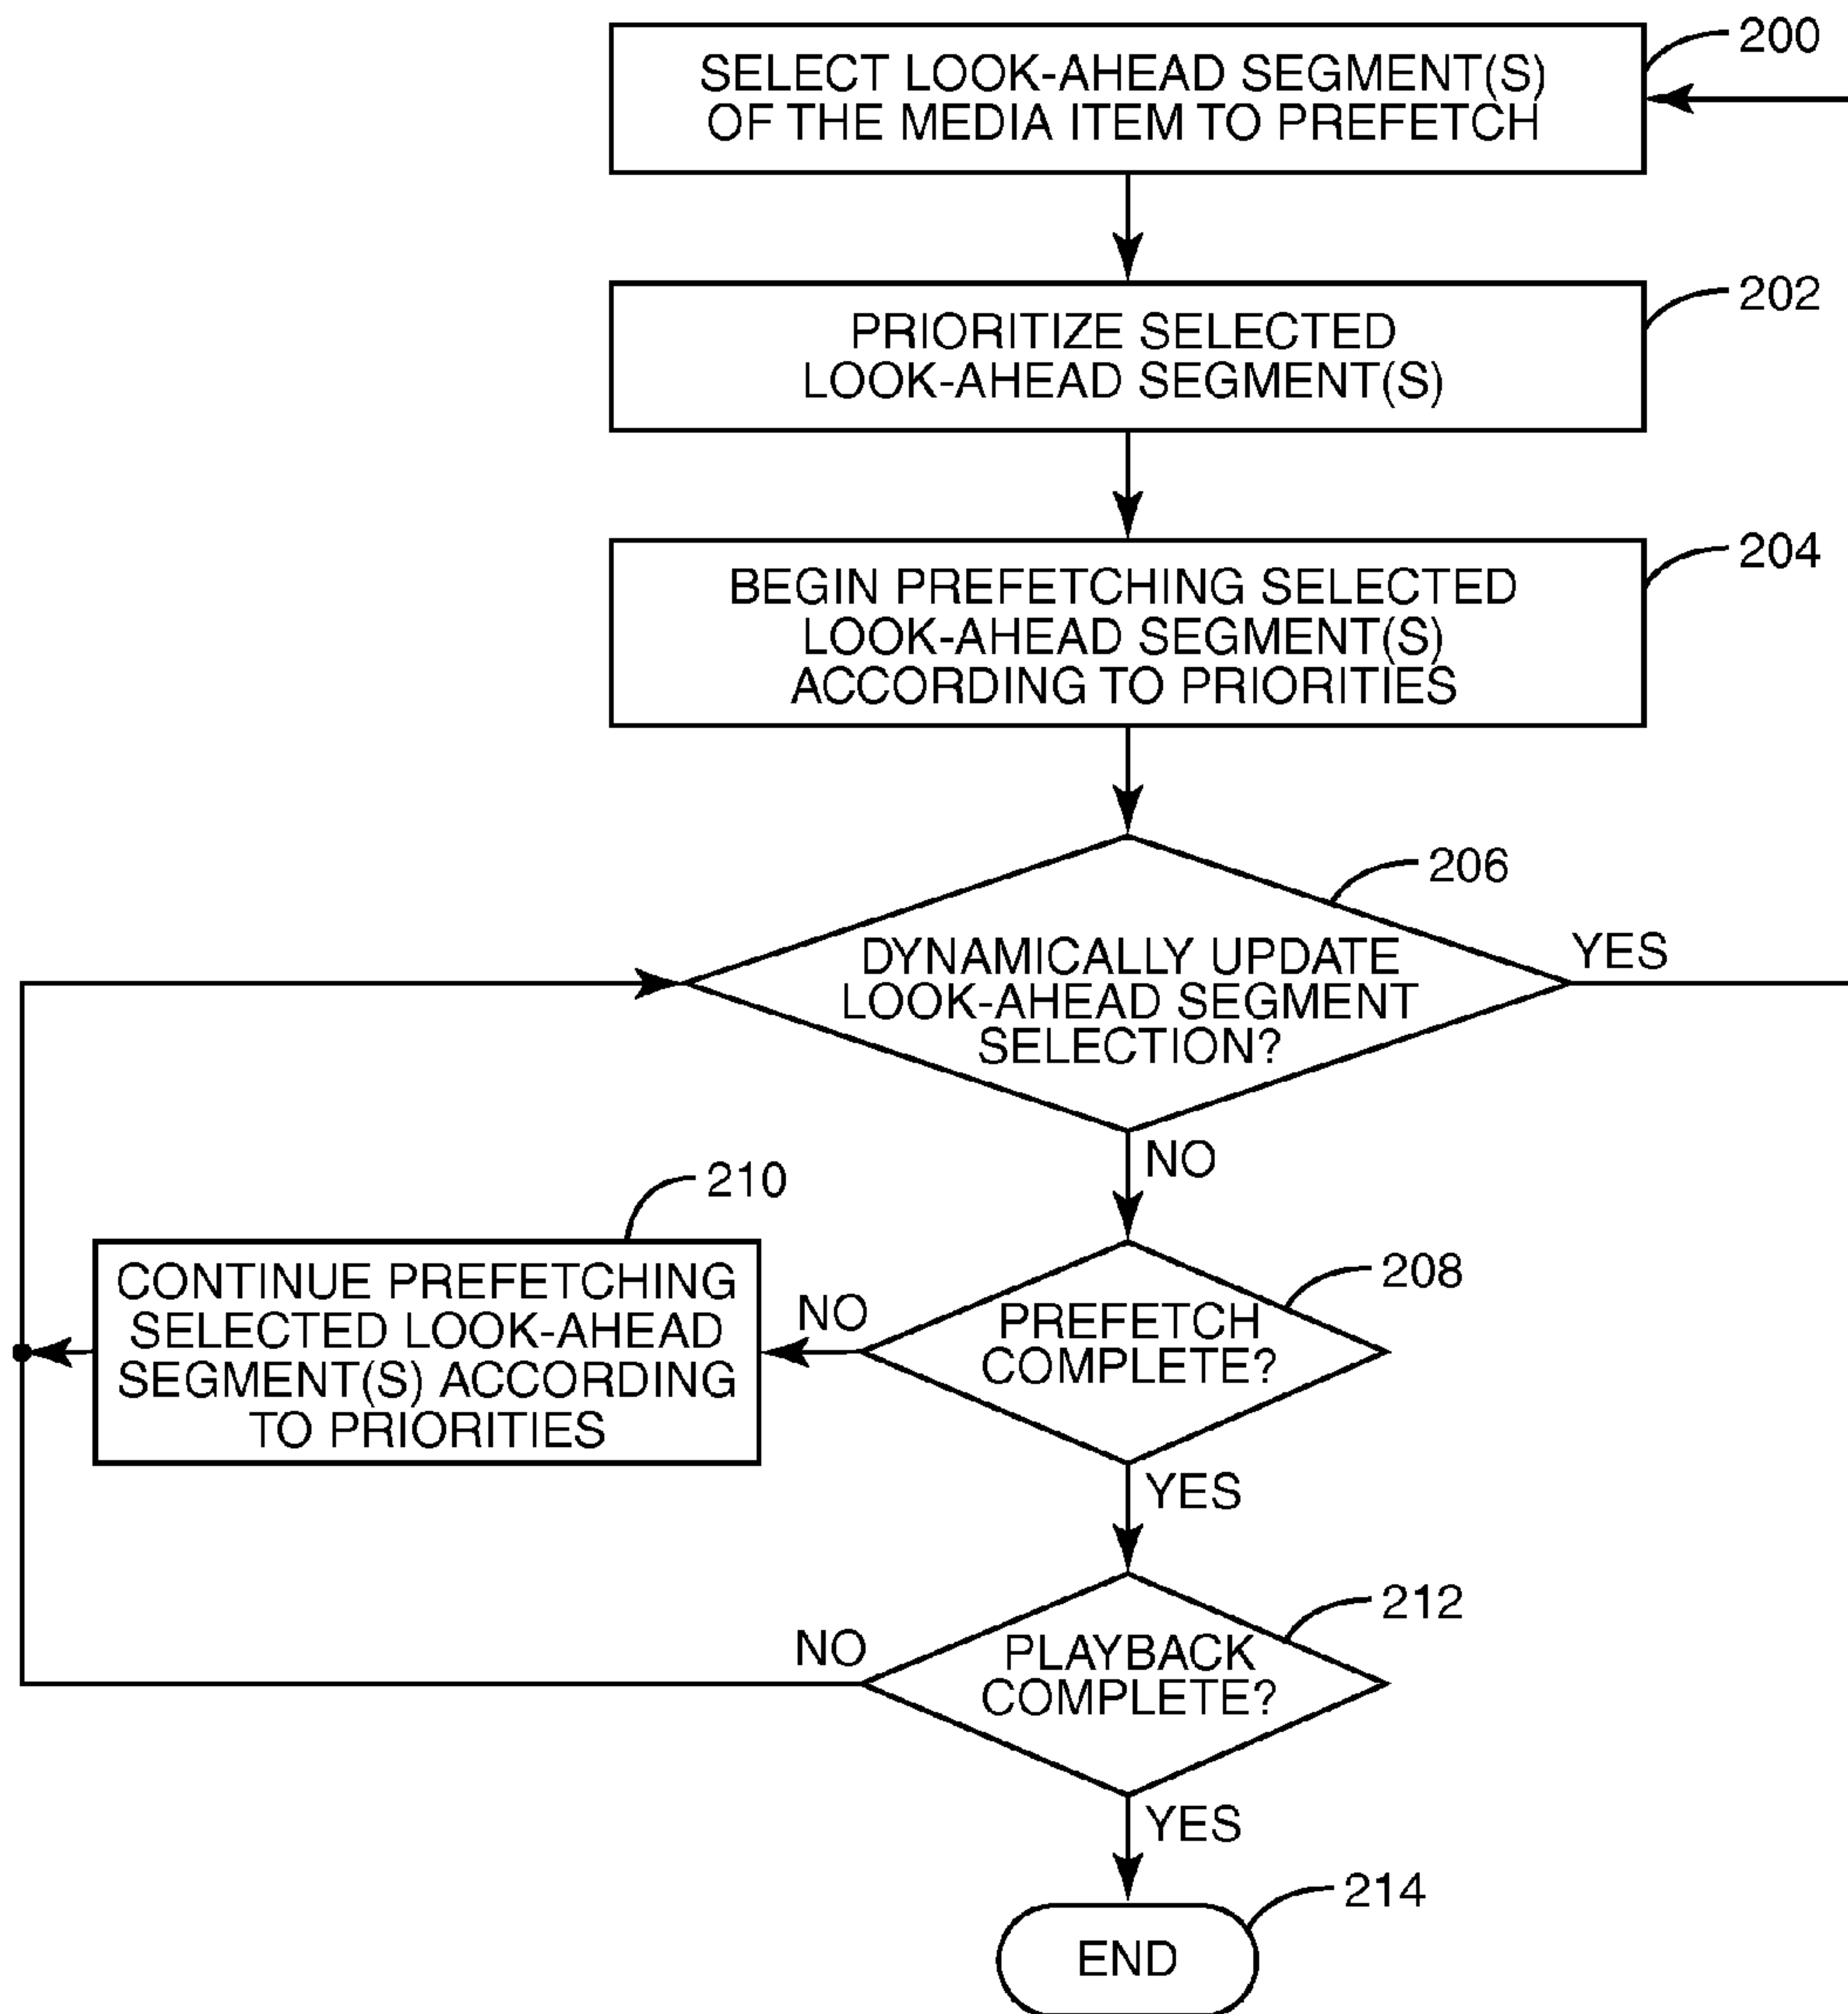 200
SELECT LOOK-AHEAD SEGMENT(S)
OF THE MEDIA ITEM TO PREFETCH
202
PRIORITIZE SELECTED
LOOK-AHEAD SEGMENT(S)
204
BEGIN PREFETCHING SELECTED
LOOK-AHEAD SEGMENT(S)
ACCORDING TO PRIORITIES
206
DYNAMICALLY UPDATE
LOOK-AHEAD SEGMENT
SELECTION?
YES
NO
210
CONTINUE PREFETCHING
SELECTED LOOK-AHEAD
SEGMENT(S) ACCORDING
TO PRIORITIES
NO
208
PREFETCH
COMPLETE?
YES
212
NO
PLAYBACK
COMPLETE?
YES
214
END